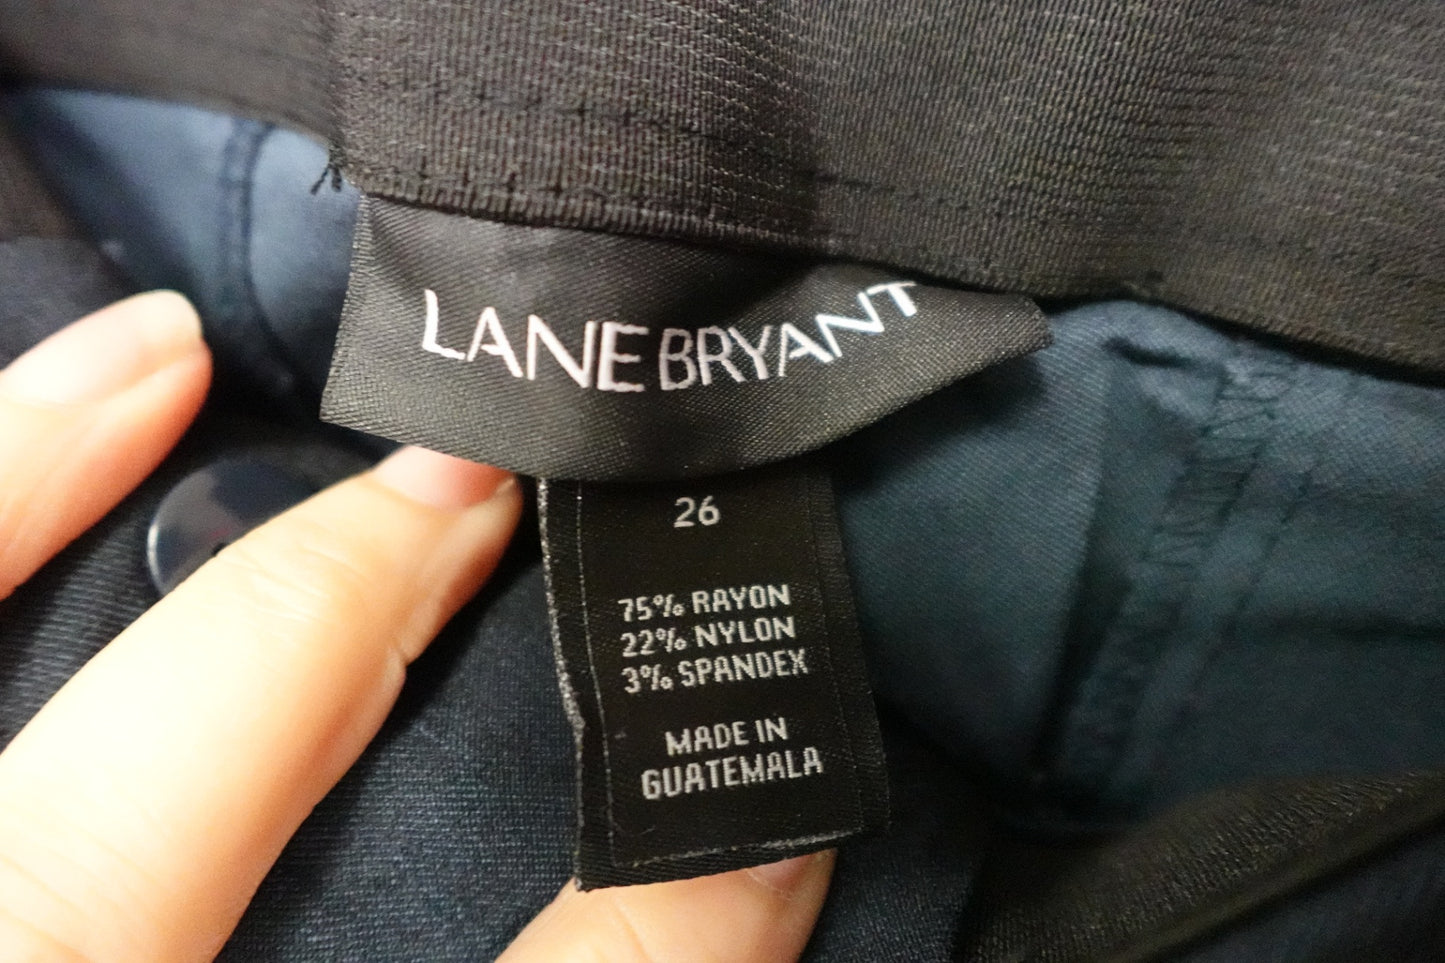 LANE BRYANT
26
75% RAYON
22% NYLON
3% SPANDEX
MADE IN
GUATEMALA